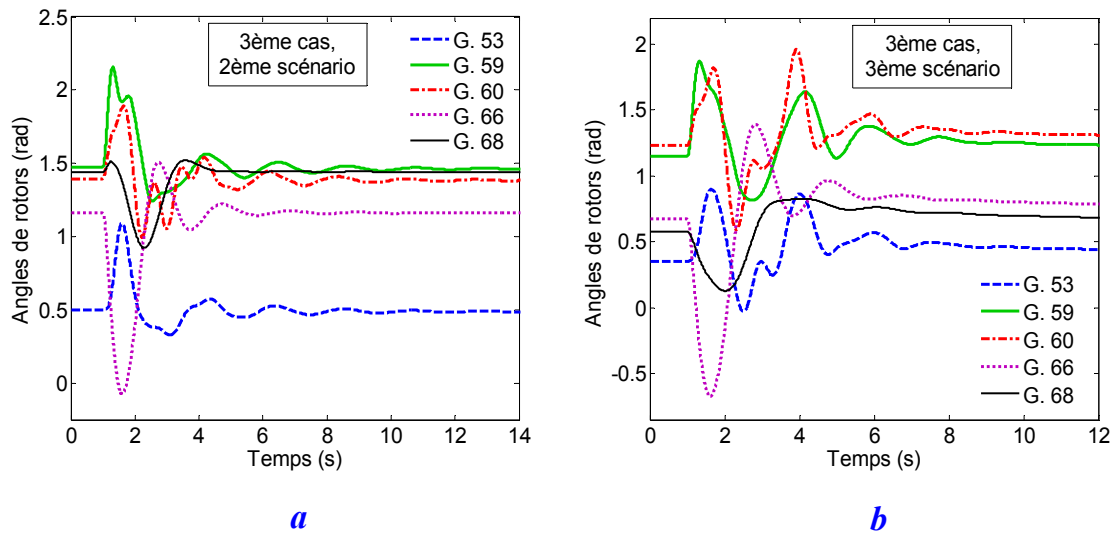 3ème cas,
2ème scénario
G. 53
G. 59
G. 60
G. 66
G. 68
Angles de rotors (rad)
2.5
2
1.5
1
0.5
0
0 2 4 6 8 10 12 14
Temps (s)
a
3ème cas,
3ème scénario
G. 53
G. 59
G. 60
G. 66
G. 68
Angles de rotors (rad)
2
1.5
1
0.5
0
-0.5
0 2 4 6 8 10 12
Temps (s)
b